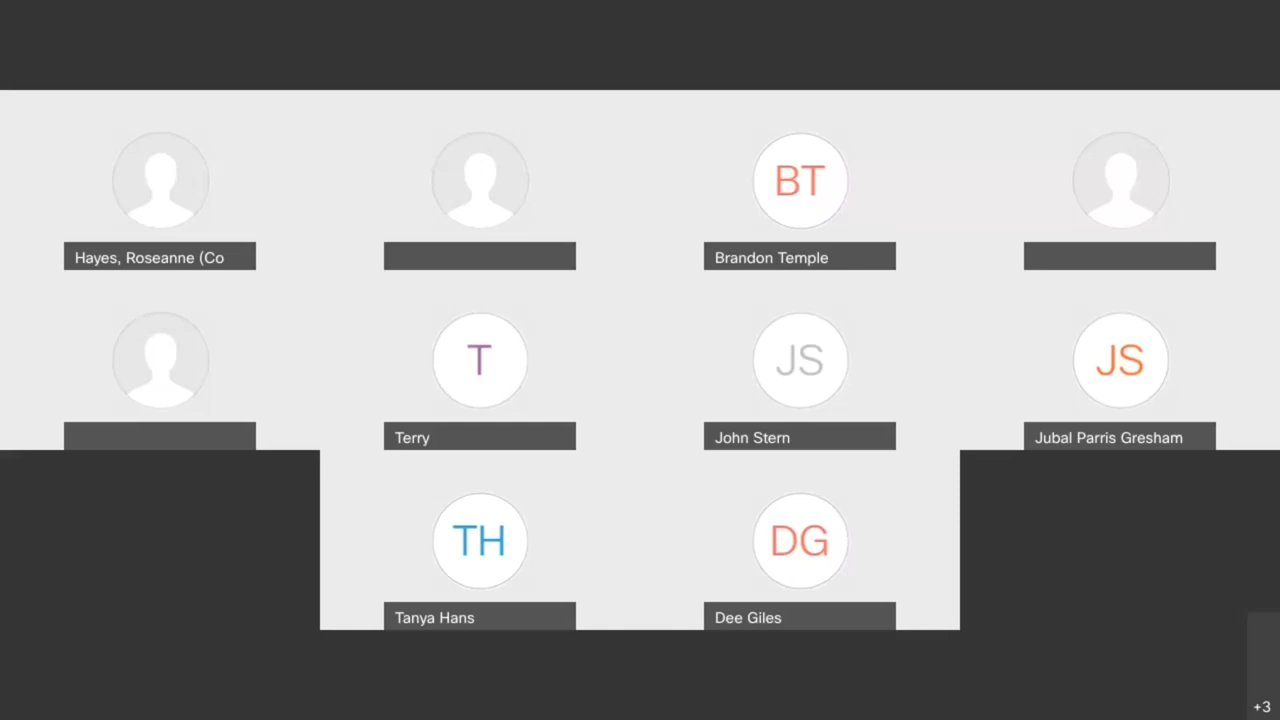 BT
Hayes, Roseanne (Co
Brandon Temple
T
JS
JS
Terry
John Stern
Jubal Parris Gresham
TH
DG
Tanya Hans
Dee Giles
+3